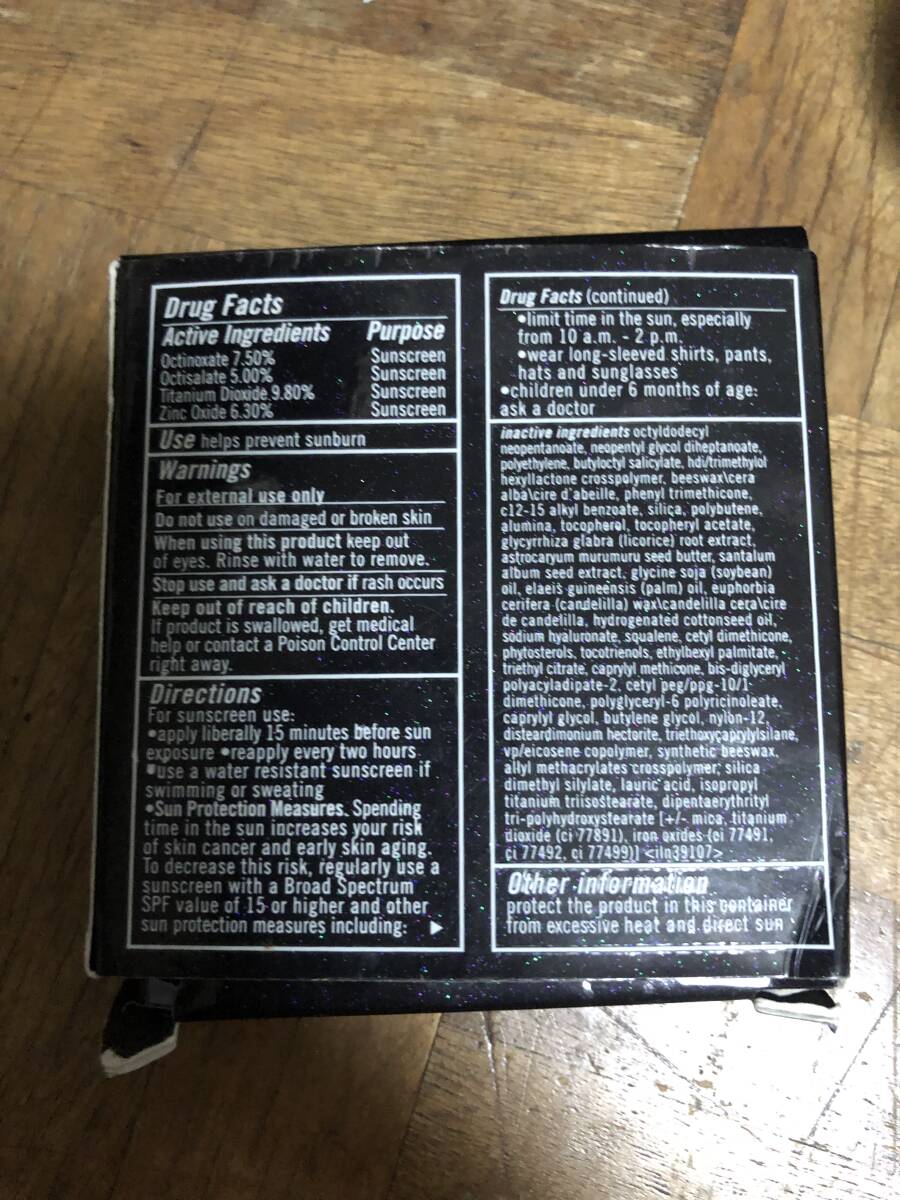 Drug Facts
Active Ingredients Purpose
Octinoxate 7.50% Sunscreen
Octisalate 5.00% Sunscreen
Titanium Dioxide 9.80% Sunscreen
Zinc Oxide 6.30% Sunscreen
Use helps prevent sunburn
Warnings
For external use only
Do not use on damaged or broken skin
When using this product keep out
of eyes. Rinse with water to remove.
Stop use and ask a doctor if rash occurs
Keep out of reach of children.
If product is swallowed, get medical
help or contact a Poison Control Center
right away.
Directions
For sunscreen use:
•apply liberally 15 minutes before sun
exposure •reapply every two hours
•use a water resistant sunscreen if
swimming or sweating
•Sun Protection Measures. Spending
time in the sun increases your risk
of skin cancer and early skin aging.
To decrease this risk, regularly use a
sunscreen with a Broad Spectrum
SPF value of 15 or higher and other
sun protection measures including: ▶
Drug Facts (continued)
•limit time in the sun, especially
from 10 a.m. - 2 p.m.
•wear long-sleeved shirts, pants,
hats and sunglasses
•children under 6 months of age:
ask a doctor
inactive ingredients octyldodecyl
neopentanoate, neopentyl glycol diheptanoate,
polyethylene, butyloctyl salicylate, hdi/trimethylol
hexyllactone crosspolymer, beeswax\cera
alba\cire d'abeille, phenyl trimethicone,
c12-15 alkyl benzoate, silica, polybutene,
alumina, tocopherol, tocopheryl acetate,
glycyrrhiza glabra (licorice) root extract,
astrocaryum murumuru seed butter, santalum
album seed extract, glycine soja (soybean)
oil, elaeis guineensis (palm) oil, euphorbia
cerifera (candelilla) wax\candelilla cera\cire
de candelilla, hydrogenated cottonseed oil,
sodium hyaluronate, squalene, cetyl dimethicone,
phytosterols, tocotrienols, ethylhexyl palmitate,
triethyl citrate, caprylyl methicone, bis-diglyceryl
polyacyladipate-2, cetyl peg/ppg-10/1
dimethicone, polyglyceryl-6 polyricinoleate,
caprylyl glycol, butylene glycol, nylon-12,
disteardimonium hectorite, triethoxycaprylylsilane,
vp/eicosene copolymer, synthetic beeswax,
allyl methacrylates crosspolymer, silica
dimethyl silylate, lauric acid, isopropyl
titanium triisostearate, dipentaerythrityl
tri-polyhydroxystearate [+/- mica, titanium
dioxide (ci 77891), iron oxides (ci 77491,
ci 77492, ci 77499)] <iln39107>
Other information
protect the product in this container
from excessive heat and direct sun